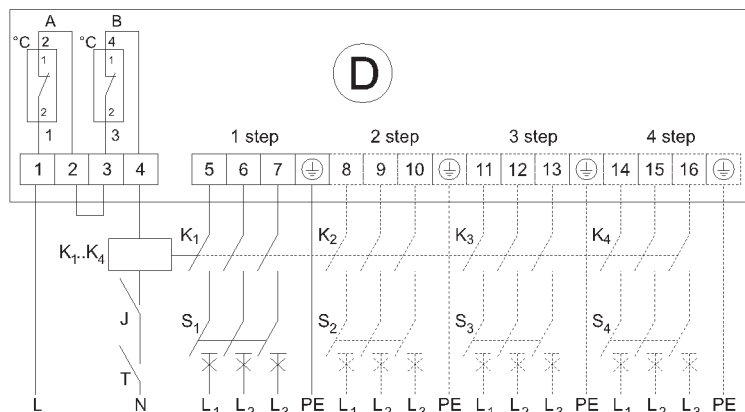 A B
°C 2 °C 4
D
1 1
2 2
1 3
1 step 2 step 3 step 4 step
1 2 3 4 5 6 7 8 9 10 11 12 13 14 15 16
K₁ K₂ K₃ K₄
K₁..K₄
J S₁ S₂ S₃ S₄
T
L N L₁ L₂ L₃ PE L₁ L₂ L₃ PE L₁ L₂ L₃ PE L₁ L₂ L₃ PE